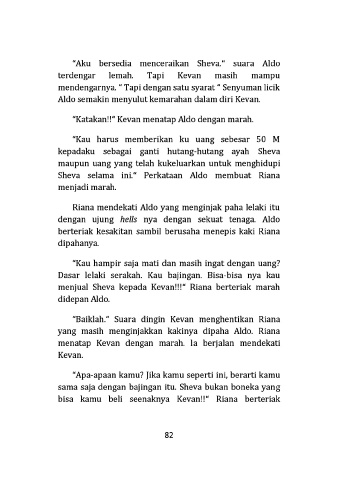 “Aku bersedia menceraikan Sheva.” suara Aldo
terdengar lemah. Tapi Kevan masih mampu
mendengarnya. “ Tapi dengan satu syarat “ Senyuman licik
Aldo semakin menyulut kemarahan dalam diri Kevan.
“Katakan!!” Kevan menatap Aldo dengan marah.
“Kau harus memberikan ku uang sebesar 50 M
kepadaku sebagai ganti hutang-hutang ayah Sheva
maupun uang yang telah kukeluarkan untuk menghidupi
Sheva selama ini.” Perkataan Aldo membuat Riana
menjadi marah.
Riana mendekati Aldo yang menginjak paha lelaki itu
dengan ujung hells nya dengan sekuat tenaga. Aldo
berteriak kesakitan sambil berusaha menepis kaki Riana
dipahanya.
“Kau hampir saja mati dan masih ingat dengan uang?
Dasar lelaki serakah. Kau bajingan. Bisa-bisa nya kau
menjual Sheva kepada Kevan!!!” Riana berteriak marah
didepan Aldo.
“Baiklah.” Suara dingin Kevan menghentikan Riana
yang masih menginjakkan kakinya dipaha Aldo. Riana
menatap Kevan dengan marah. Ia berjalan mendekati
Kevan.
“Apa-apaan kamu? Jika kamu seperti ini, berarti kamu
sama saja dengan bajingan itu. Sheva bukan boneka yang
bisa kamu beli seenaknya Kevan!!” Riana berteriak
82